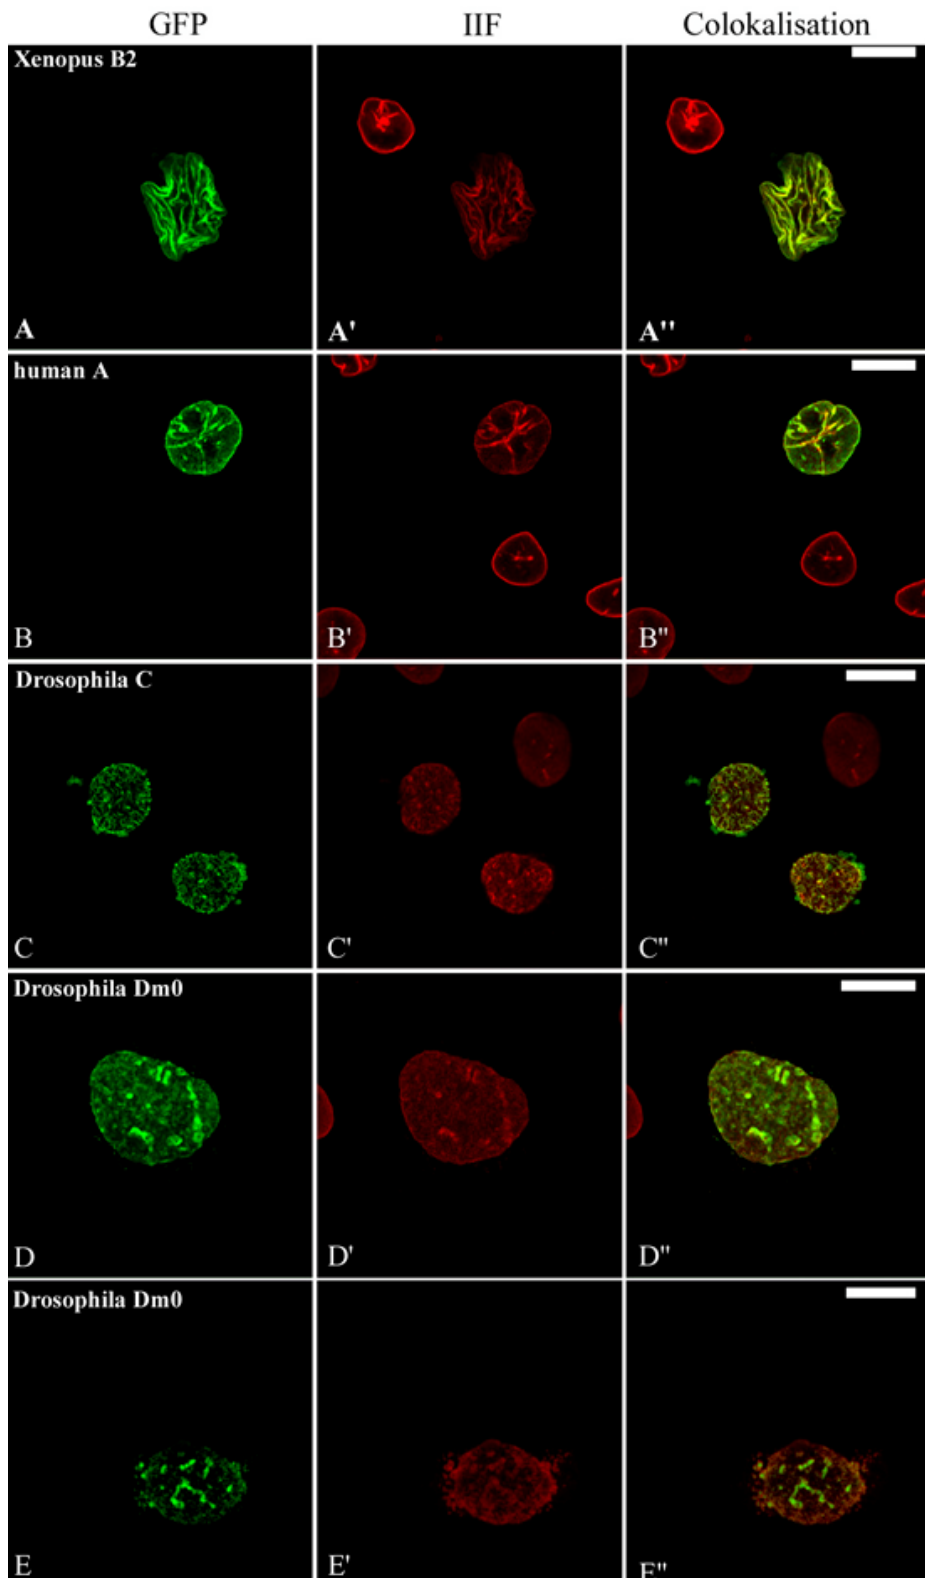 GFP IIF Colokalisation
Xenopus B2
A A' A''
human A
B B' B"
Drosophila C
C C' C"
Drosophila Dm0
D D' D"
Drosophila Dm0
E E' E"